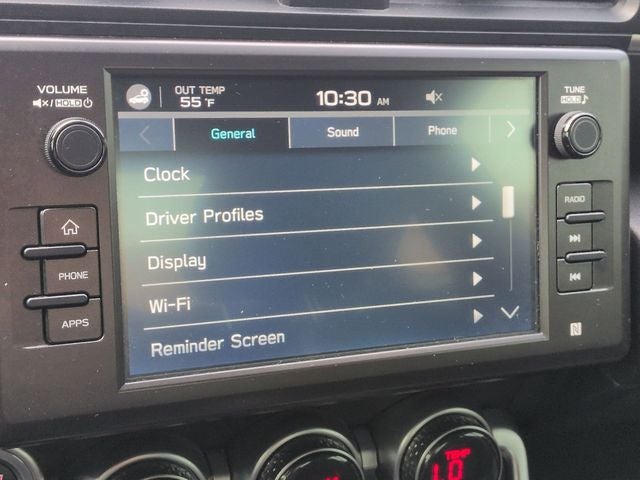 VOLUME
/HOLD
OUT TEMP
55°F
10:30 AM
TUNE
HOLD
General
Sound
Phone
Clock
Driver Profiles
Display
Wi-Fi
Reminder Screen
PHONE
APPS
RADIO
N
TEMP
LO